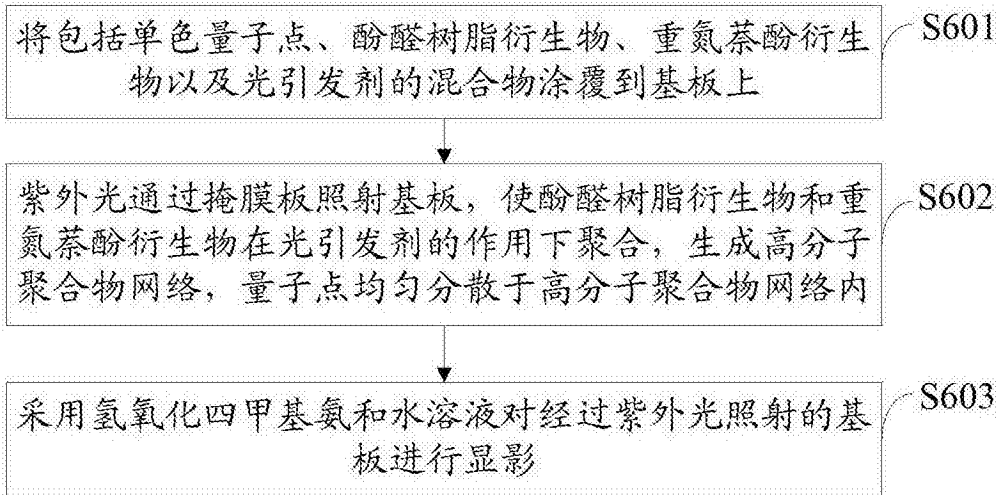 将包括单色量子点、酚醛树脂衍生物、重氮萘酚衍生
物以及光引发剂的混合物涂覆到基板上
S601
紫外光通过掩膜板照射基板，使酚醛树脂衍生物和重
氮萘酚衍生物在光引发剂的作用下聚合，生成高分子
聚合物网络，量子点均匀分散于高分子聚合物网络内
S602
采用氢氧化四甲基氨和水溶液对经过紫外光照射的基
板进行显影
S603